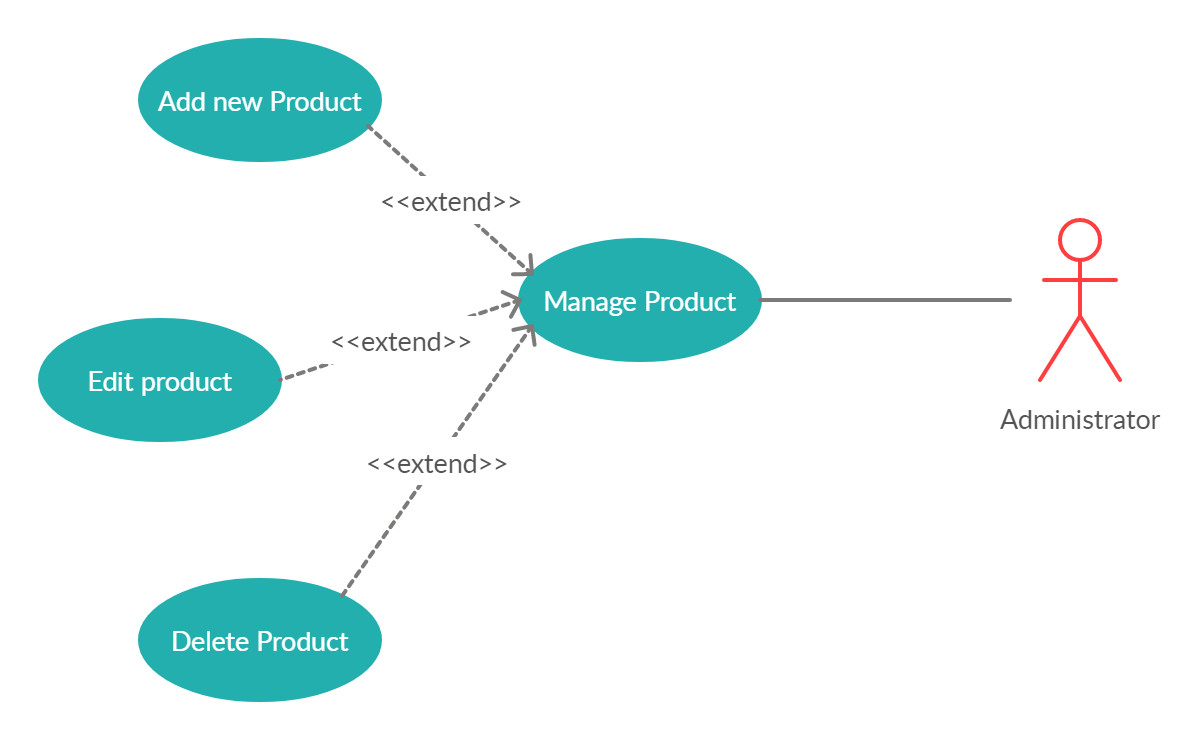 Add new Product
<<extend>>
Manage Product
<<extend>>
Edit product
Administrator
<<extend>>
Delete Product